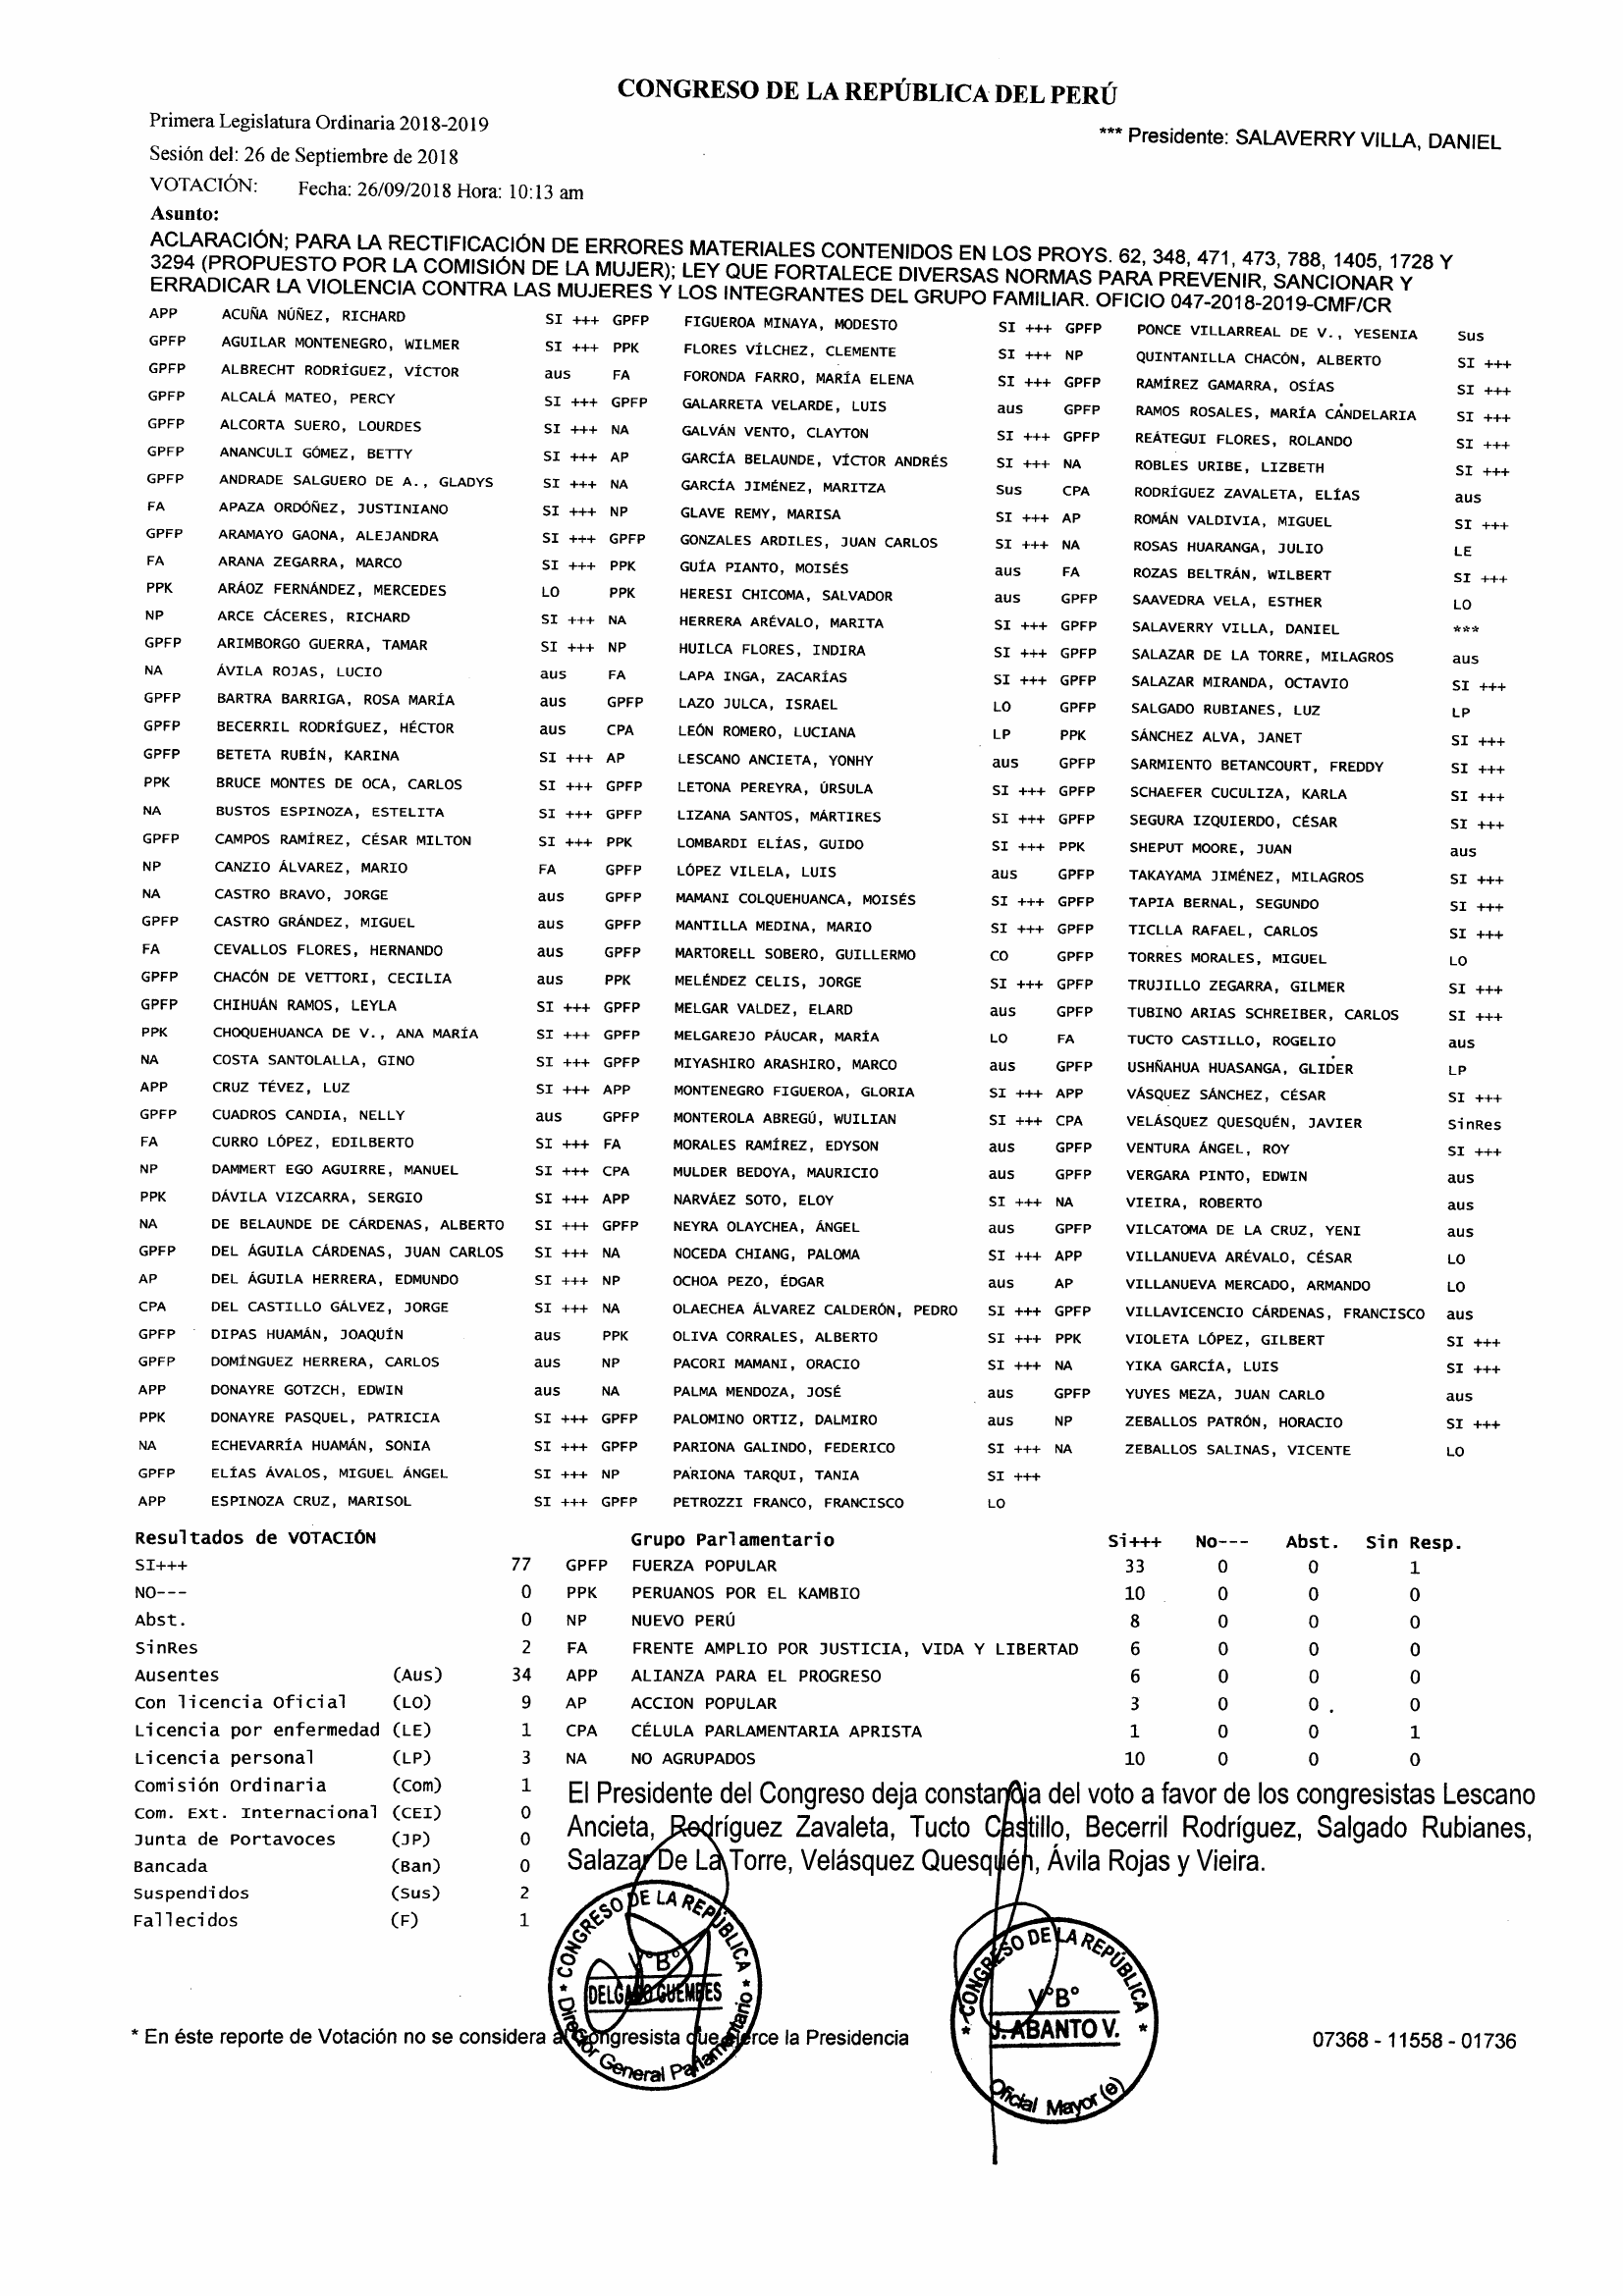 CONGRESO DE LA REPÚBLICA DEL PERÚ
Primera Legislatura Ordinaria 2018-2019
*** Presidente: SALAVERRY VILLA, DANIEL
Sesión del: 26 de Septiembre de 2018
VOTACIÓN: Fecha: 26/09/2018 Hora: 10:13 am
Asunto:
ACLARACIÓN; PARA LA RECTIFICACIÓN DE ERRORES MATERIALES CONTENIDOS EN LOS PROYS. 62, 348, 471, 473, 788, 1405, 1728 Y
3294 (PROPUESTO POR LA COMISIÓN DE LA MUJER); LEY QUE FORTALECE DIVERSAS NORMAS PARA PREVENIR, SANCIONAR Y
ERRADICAR LA VIOLENCIA CONTRA LAS MUJERES Y LOS INTEGRANTES DEL GRUPO FAMILIAR. OFICIO 047-2018-2019-CMF/CR
APP ACUÑA NÚÑEZ, RICHARD SI +++ GPFP FIGUEROA MINAYA, MODESTO SI +++ GPFP PONCE VILLARREAL DE V., YESENIA Sus
GPFP AGUILAR MONTENEGRO, WILMER SI +++ PPK FLORES VÍLCHEZ, CLEMENTE SI +++ NP QUINTANILLA CHACÓN, ALBERTO SI +++
GPFP ALBRECHT RODRÍGUEZ, VÍCTOR aus FA FORONDA FARRO, MARÍA ELENA SI +++ GPFP RAMÍREZ GAMARRA, OSÍAS SI +++
GPFP ALCALÁ MATEO, PERCY SI +++ GPFP GALARRETA VELARDE, LUIS aus GPFP RAMOS ROSALES, MARÍA CANDELARIA SI +++
GPFP ALCORTA SUERO, LOURDES SI +++ NA GALVÁN VENTO, CLAYTON SI +++ GPFP REÁTEGUI FLORES, ROLANDO SI +++
GPFP ANANCULI GÓMEZ, BETTY SI +++ AP GARCÍA BELAUNDE, VÍCTOR ANDRÉS SI +++ NA ROBLES URIBE, LIZBETH SI +++
GPFP ANDRADE SALGUERO DE A., GLADYS SI +++ NA GARCÍA JIMÉNEZ, MARITZA Sus CPA RODRÍGUEZ ZAVALETA, ELÍAS aus
FA APAZA ORDÓÑEZ, JUSTINIANO SI +++ NP GLAVE REMY, MARISA SI +++ AP ROMÁN VALDIVIA, MIGUEL SI +++
GPFP ARAMAYO GAONA, ALEJANDRA SI +++ GPFP GONZALES ARDILES, JUAN CARLOS SI +++ NA ROSAS HUARANGA, JULIO LE
FA ARANA ZEGARRA, MARCO SI +++ PPK GUÍA PIANTO, MOISÉS aus FA ROZAS BELTRÁN, WILBERT SI +++
PPK ARÁOZ FERNÁNDEZ, MERCEDES LO PPK HERESI CHICOMA, SALVADOR aus GPFP SAAVEDRA VELA, ESTHER LO
NP ARCE CÁCERES, RICHARD SI +++ NA HERRERA ARÉVALO, MARITA SI +++ GPFP SALAVERRY VILLA, DANIEL ***
GPFP ARIMBORGO GUERRA, TAMAR SI +++ NP HUILCA FLORES, INDIRA SI +++ GPFP SALAZAR DE LA TORRE, MILAGROS aus
NA ÁVILA ROJAS, LUCIO aus FA LAPA INGA, ZACARÍAS SI +++ GPFP SALAZAR MIRANDA, OCTAVIO SI +++
GPFP BARTRA BARRIGA, ROSA MARÍA aus GPFP LAZO JULCA, ISRAEL LO GPFP SALGADO RUBIANES, LUZ LP
GPFP BECERRIL RODRÍGUEZ, HÉCTOR aus CPA LEÓN ROMERO, LUCIANA LP PPK SÁNCHEZ ALVA, JANET SI +++
GPFP BETETA RUBÍN, KARINA SI +++ AP LESCANO ANCIETA, YONHY aus GPFP SARMIENTO BETANCOURT, FREDDY SI +++
PPK BRUCE MONTES DE OCA, CARLOS SI +++ GPFP LETONA PEREYRA, ÚRSULA SI +++ GPFP SCHAEFER CUCULIZA, KARLA SI +++
NA BUSTOS ESPINOZA, ESTELITA SI +++ GPFP LIZANA SANTOS, MÁRTIRES SI +++ GPFP SEGURA IZQUIERDO, CÉSAR SI +++
GPFP CAMPOS RAMÍREZ, CÉSAR MILTON SI +++ PPK LOMBARDI ELÍAS, GUIDO SI +++ PPK SHEPUT MOORE, JUAN aus
NP CANZIO ÁLVAREZ, MARIO FA GPFP LÓPEZ VILELA, LUIS aus GPFP TAKAYAMA JIMÉNEZ, MILAGROS SI +++
NA CASTRO BRAVO, JORGE aus GPFP MAMANI COLQUEHUANCA, MOISÉS SI +++ GPFP TAPIA BERNAL, SEGUNDO SI +++
GPFP CASTRO GRÁNDEZ, MIGUEL aus GPFP MANTILLA MEDINA, MARIO SI +++ GPFP TICLLA RAFAEL, CARLOS SI +++
FA CEVALLOS FLORES, HERNANDO aus GPFP MARTORELL SOBERO, GUILLERMO CO GPFP TORRES MORALES, MIGUEL LO
GPFP CHACÓN DE VETTORI, CECILIA aus PPK MELÉNDEZ CELIS, JORGE SI +++ GPFP TRUJILLO ZEGARRA, GILMER SI +++
GPFP CHIHUÁN RAMOS, LEYLA SI +++ GPFP MELGAR VALDEZ, ELARD aus GPFP TUBINO ARIAS SCHREIBER, CARLOS SI +++
PPK CHOQUEHUANCA DE V., ANA MARÍA SI +++ GPFP MELGAREJO PÁUCAR, MARÍA LO FA TUCTO CASTILLO, ROGELIO aus
NA COSTA SANTOLALLA, GINO SI +++ GPFP MIYASHIRO ARASHIRO, MARCO aus GPFP USHÑAHUA HUASANGA, GLIDER LP
APP CRUZ TÉVEZ, LUZ SI +++ APP MONTENEGRO FIGUEROA, GLORIA SI +++ APP VÁSQUEZ SÁNCHEZ, CÉSAR SI +++
GPFP CUADROS CANDIA, NELLY aus GPFP MONTEROLA ABREGÚ, WUILIAN SI +++ CPA VELÁSQUEZ QUESQUÉN, JAVIER SinRes
FA CURRO LÓPEZ, EDILBERTO SI +++ FA MORALES RAMÍREZ, EDYSON aus GPFP VENTURA ÁNGEL, ROY SI +++
NP DAMMERT EGO AGUIRRE, MANUEL SI +++ CPA MULDER BEDOYA, MAURICIO aus GPFP VERGARA PINTO, EDWIN aus
PPK DÁVILA VIZCARRA, SERGIO SI +++ APP NARVÁEZ SOTO, ELOY SI +++ NA VIEIRA, ROBERTO aus
NA DE BELAUNDE DE CÁRDENAS, ALBERTO SI +++ GPFP NEYRA OLAYCHEA, ÁNGEL aus GPFP VILCATOMA DE LA CRUZ, YENI aus
GPFP DEL ÁGUILA CÁRDENAS, JUAN CARLOS SI +++ NA NOCEDA CHIANG, PALOMA SI +++ APP VILLANUEVA ARÉVALO, CÉSAR LO
AP DEL ÁGUILA HERRERA, EDMUNDO SI +++ NP OCHOA PEZO, ÉDGAR aus AP VILLANUEVA MERCADO, ARMANDO LO
CPA DEL CASTILLO GÁLVEZ, JORGE SI +++ NA OLAECHEA ÁLVAREZ CALDERÓN, PEDRO SI +++ GPFP VILLAVICENCIO CÁRDENAS, FRANCISCO aus
GPFP DIPAS HUAMÁN, JOAQUÍN aus PPK OLIVA CORRALES, ALBERTO SI +++ PPK VIOLETA LÓPEZ, GILBERT SI +++
GPFP DOMÍNGUEZ HERRERA, CARLOS aus NP PACORI MAMANI, ORACIO SI +++ NA YIKA GARCÍA, LUIS SI +++
APP DONAYRE GOTZCH, EDWIN aus NA PALMA MENDOZA, JOSÉ aus GPFP YUYES MEZA, JUAN CARLO aus
PPK DONAYRE PASQUEL, PATRICIA SI +++ GPFP PALOMINO ORTIZ, DALMIRO aus NP ZEBALLOS PATRÓN, HORACIO SI +++
NA ECHEVARRÍA HUAMÁN, SONIA SI +++ GPFP PARIONA GALINDO, FEDERICO SI +++ NA ZEBALLOS SALINAS, VICENTE LO
GPFP ELÍAS ÁVALOS, MIGUEL ÁNGEL SI +++ NP PARIONA TARQUI, TANIA SI +++
APP ESPINOZA CRUZ, MARISOL SI +++ GPFP PETROZZI FRANCO, FRANCISCO LO
Resultados de VOTACIÓN Grupo Parlamentario Si+++ No--- Abst. Sin Resp.
SI+++ 77 GPFP FUERZA POPULAR 33 0 0 1
NO--- 0 PPK PERUANOS POR EL KAMBIO 10 0 0 0
Abst. 0 NP NUEVO PERÚ 8 0 0 0
SinRes 2 FA FRENTE AMPLIO POR JUSTICIA, VIDA Y LIBERTAD 6 0 0 0
Ausentes (Aus) 34 APP ALIANZA PARA EL PROGRESO 6 0 0 0
Con licencia Oficial (LO) 9 AP ACCION POPULAR 3 0 0 0
Licencia por enfermedad (LE) 1 CPA CÉLULA PARLAMENTARIA APRISTA 1 0 0 1
Licencia personal (LP) 3 NA NO AGRUPADOS 10 0 0 0
Comisión Ordinaria (Com) 1
Com. Ext. Internacional (CEI) 0
Junta de Portavoces (JP) 0
Bancada (Ban) 0
Suspendidos (Sus) 2
Fallecidos (F) 1
El Presidente del Congreso deja constancia del voto a favor de los congresistas Lescano
Ancieta, Rodríguez Zavaleta, Tucto Castillo, Becerril Rodríguez, Salgado Rubianes,
Salazar De La Torre, Velásquez Quesquén, Ávila Rojas y Vieira.
* CONGRESO DE LA REPÚBLICA *
V°B°
DELGADO GUEMBES
Director General Parlamentario
* CONGRESO DE LA REPÚBLICA *
V°B°
J. ABANTO V.
Oficial Mayor (e)
* En éste reporte de Votación no se considera al Congresista que ejerce la Presidencia
07368 - 11558 - 01736